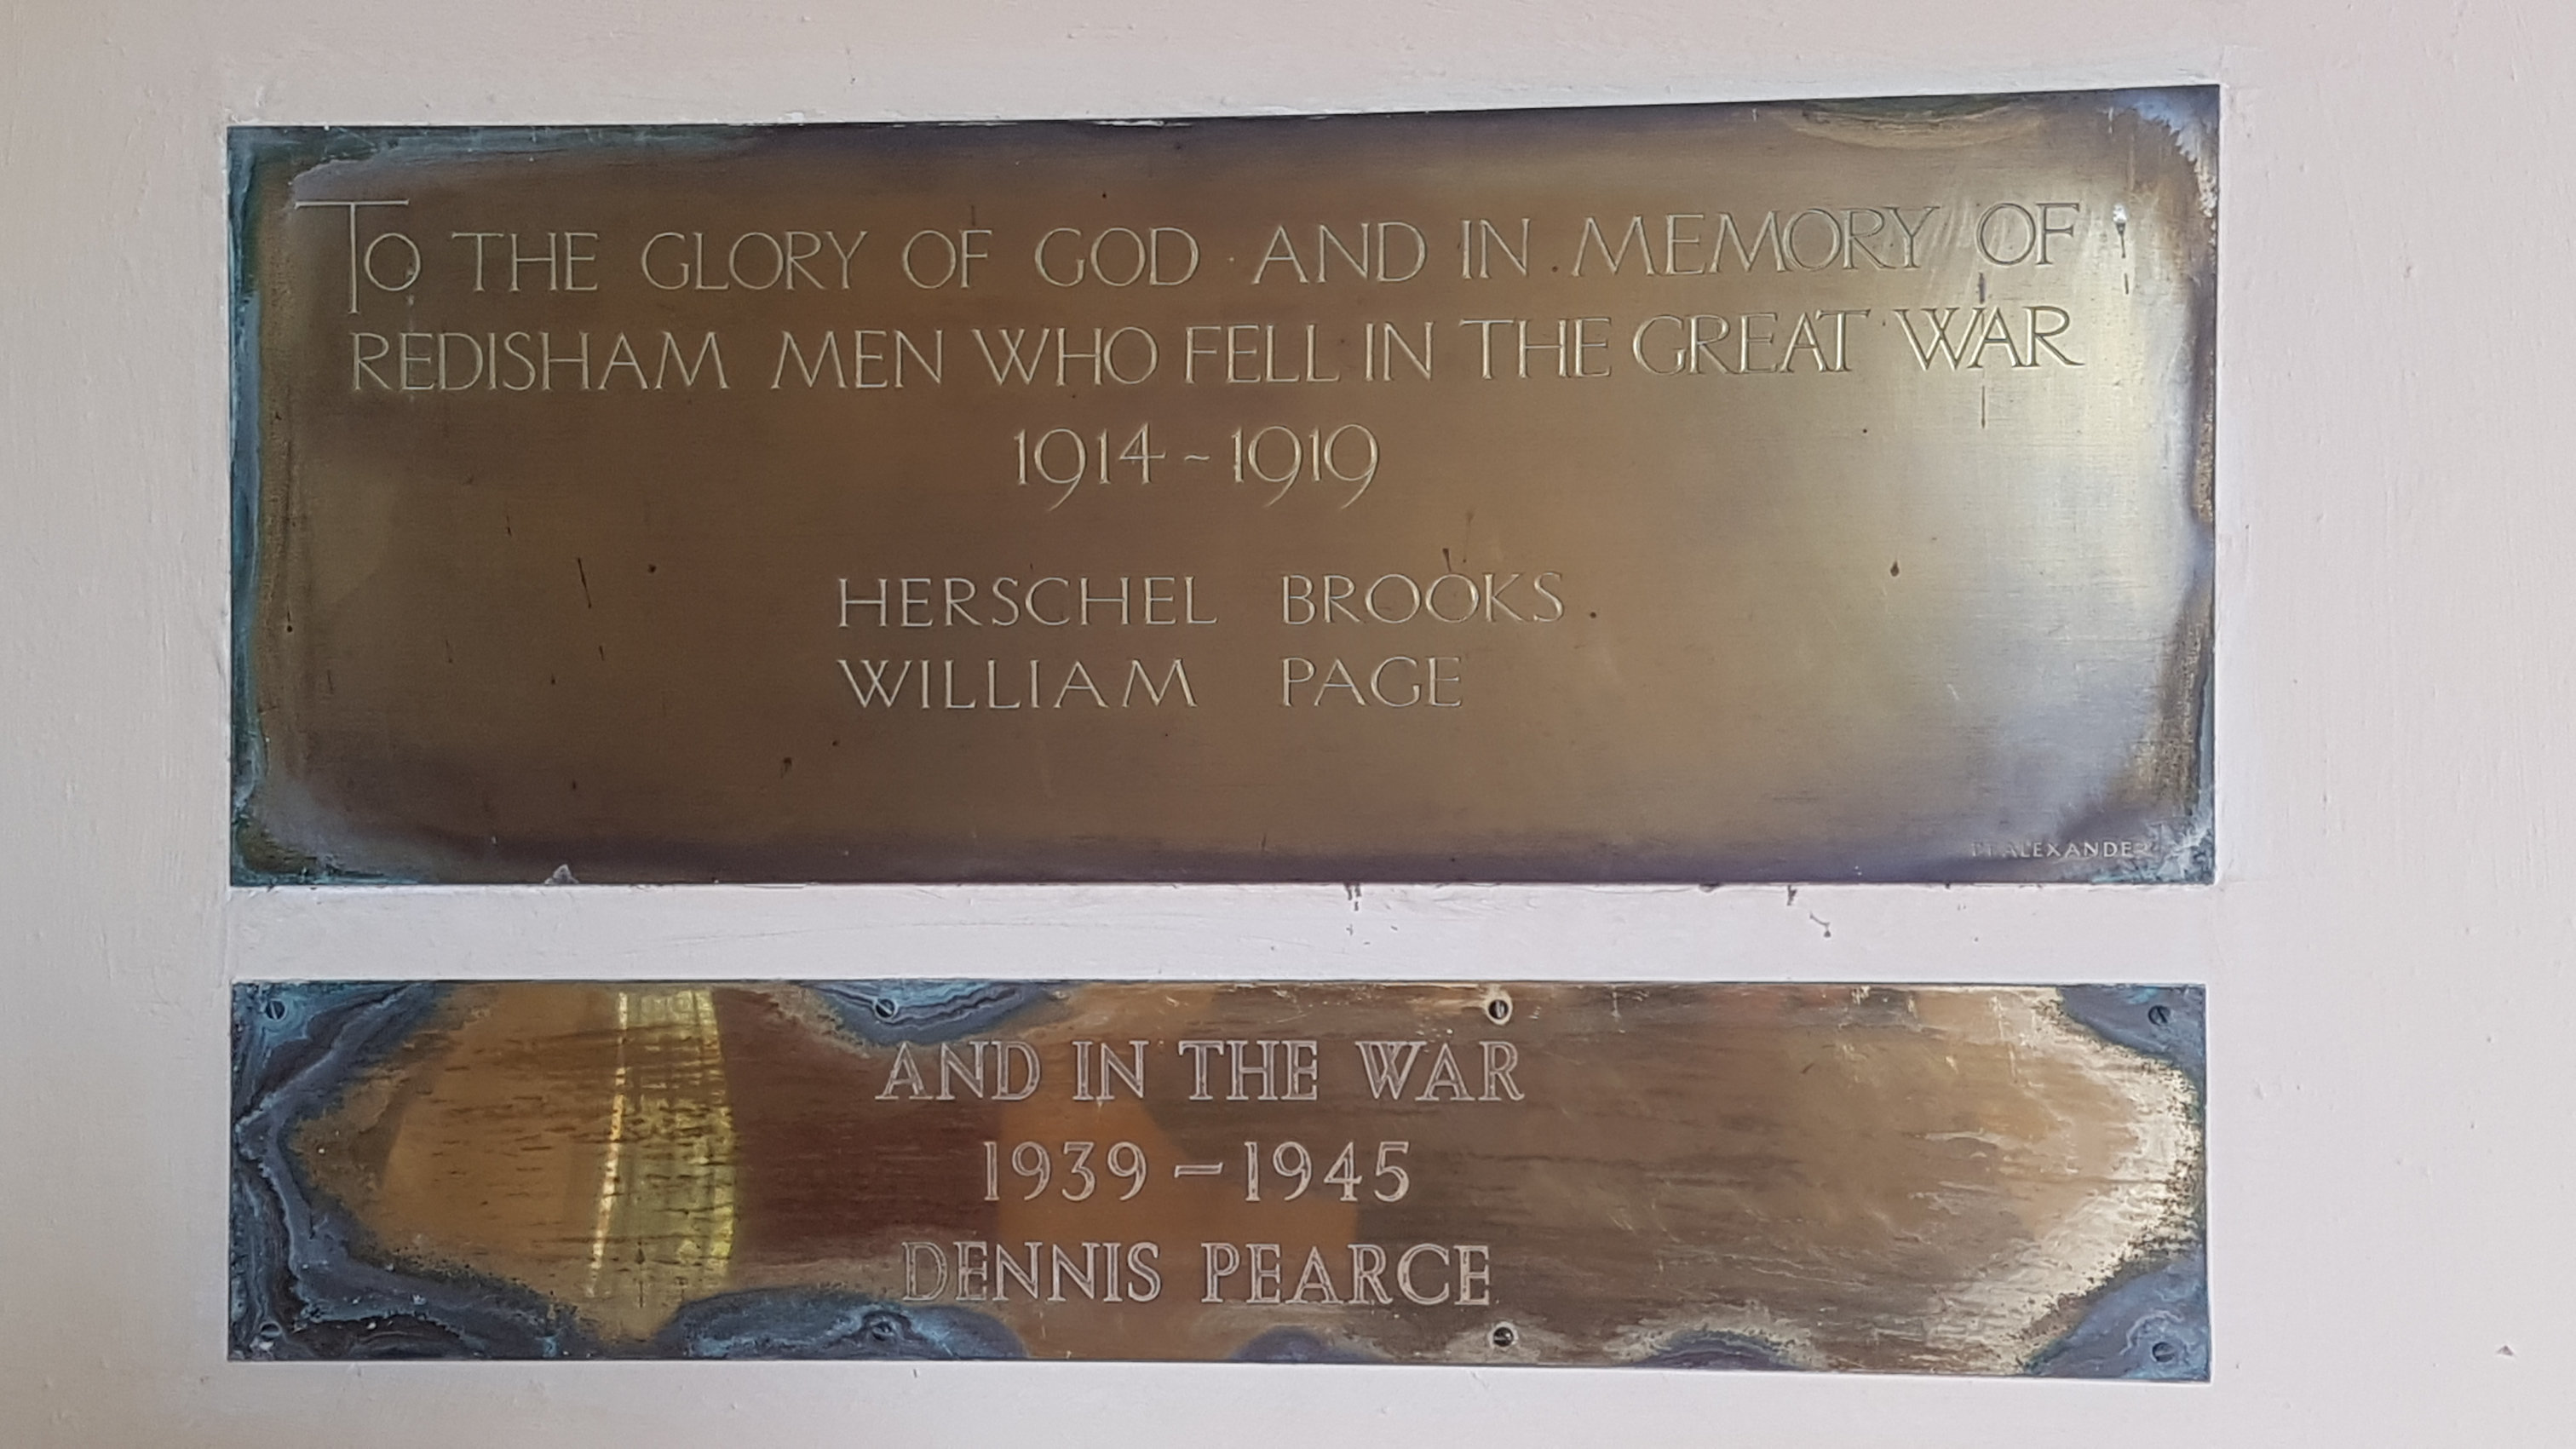 TO THE GLORY OF GOD AND IN MEMORY OF
REDISHAM MEN WHO FELL IN THE GREAT WAR
1914 ~ 1919
HERSCHEL BROOKS
WILLIAM PAGE
ALEXANDER
AND IN THE WAR
1939 – 1945
DENNIS PEARCE